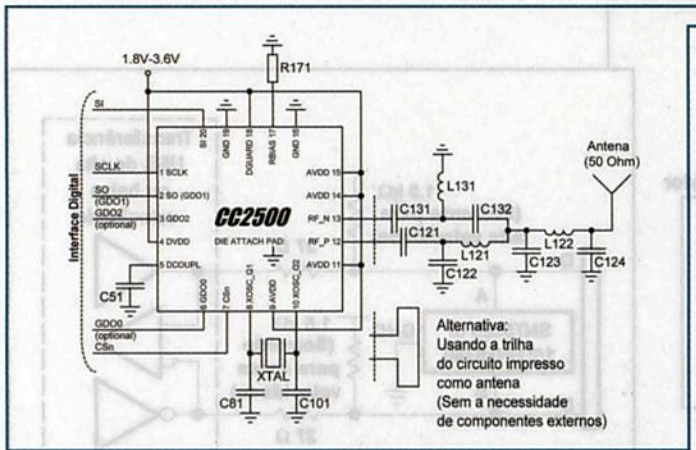 1.8V-3.6V
R171
Interface Digital
SI
SCLK
SO
(GDO1)
GDO2
(optional)
GDO0
(optional)
CSn
SI 20
GND 19
DGUARD 18
RBIAS 17
GND 16
1 SCLK
2 SO (GDO1)
3 GDO2
4 DVDD
5 DCOUPL
CC2500
DIE ATTACH PAD
AVDD 15
AVDD 14
RF_N 13
RF_P 12
AVDD 11
6 GDO0
7 CSn
8 XOSC_Q1
9 AVDD
10 XOSC_Q2
C51
XTAL
C81
C101
L131
C131
C132
C121
L121
C122
C123
L122
C124
Antena
(50 Ohm)
Alternativa:
Usando a trilha
do circuito impresso
como antena
(Sem a necessidade
de componentes externos)